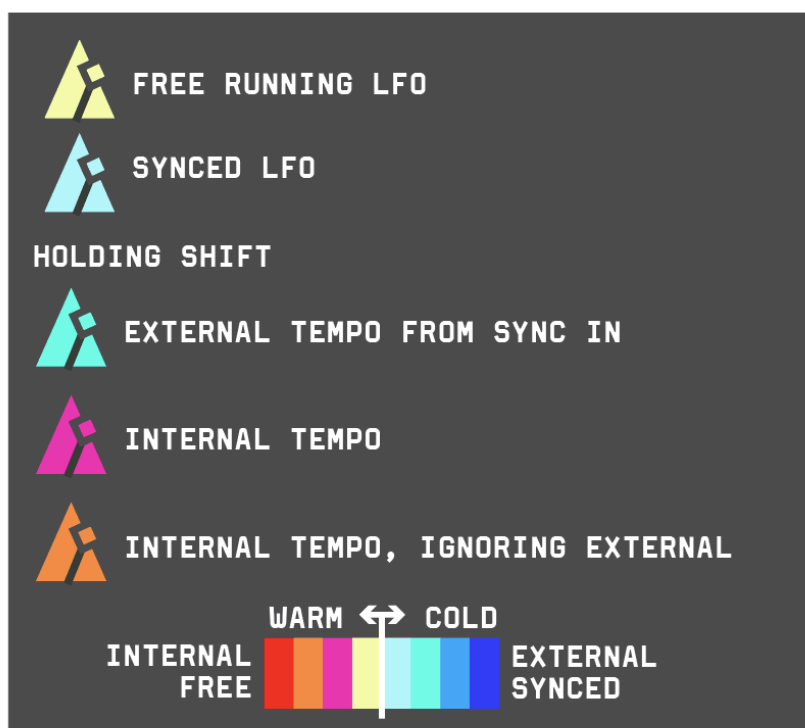 FREE RUNNING LFO
SYNCED LFO
HOLDING SHIFT
EXTERNAL TEMPO FROM SYNC IN
INTERNAL TEMPO
INTERNAL TEMPO, IGNORING EXTERNAL
WARM ↔ COLD
INTERNAL FREE
EXTERNAL SYNCED